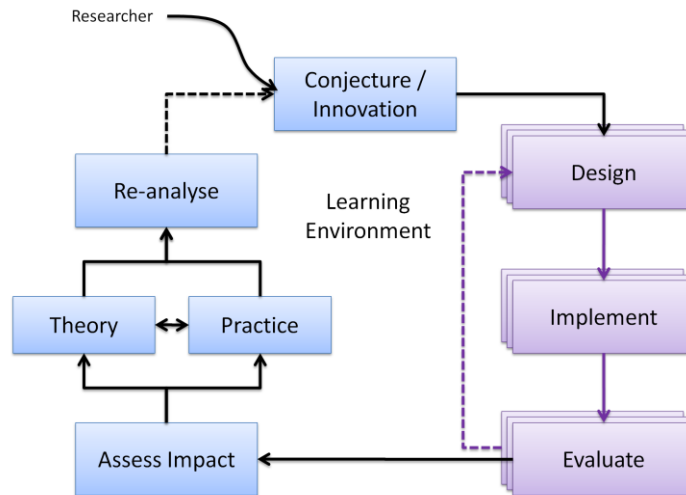 Researcher
Conjecture /
Innovation
Design
Re-analyse
Learning
Environment
Theory
Practice
Implement
Assess Impact
Evaluate